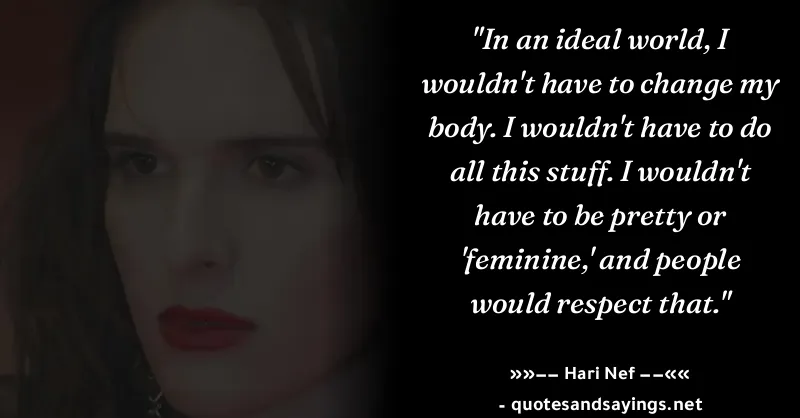 "In an ideal world, I
wouldn't have to change my
body. I wouldn't have to do
all this stuff. I wouldn't
have to be pretty or
'feminine,' and people
would respect that."
»»–– Hari Nef ––««
- quotesandsayings.net